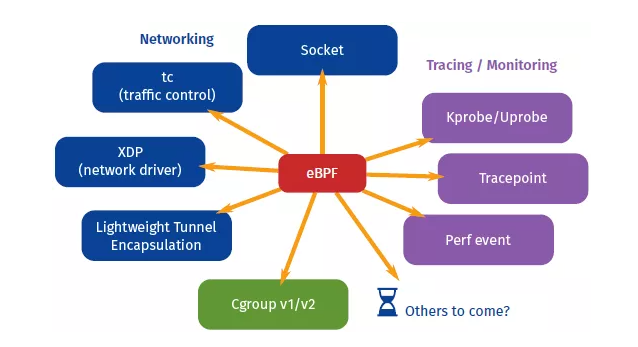 Networking
Socket
Tracing / Monitoring
tc
(traffic control)
Kprobe/Uprobe
XDP
(network driver)
eBPF
Tracepoint
Lightweight Tunnel
Encapsulation
Perf event
Cgroup v1/v2
Others to come?